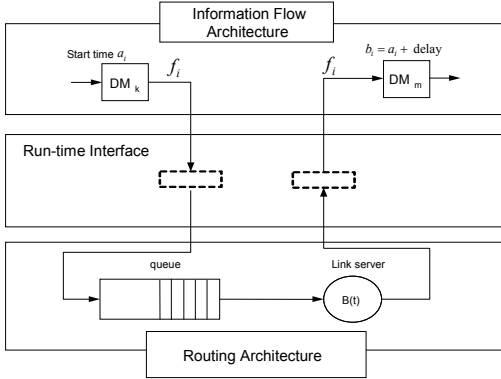 Information Flow
Architecture
Start time a_i
f_i
f_i
b_i = a_i + delay
DM_k
DM_m
Run-time Interface
queue
Link server
B(t)
Routing Architecture